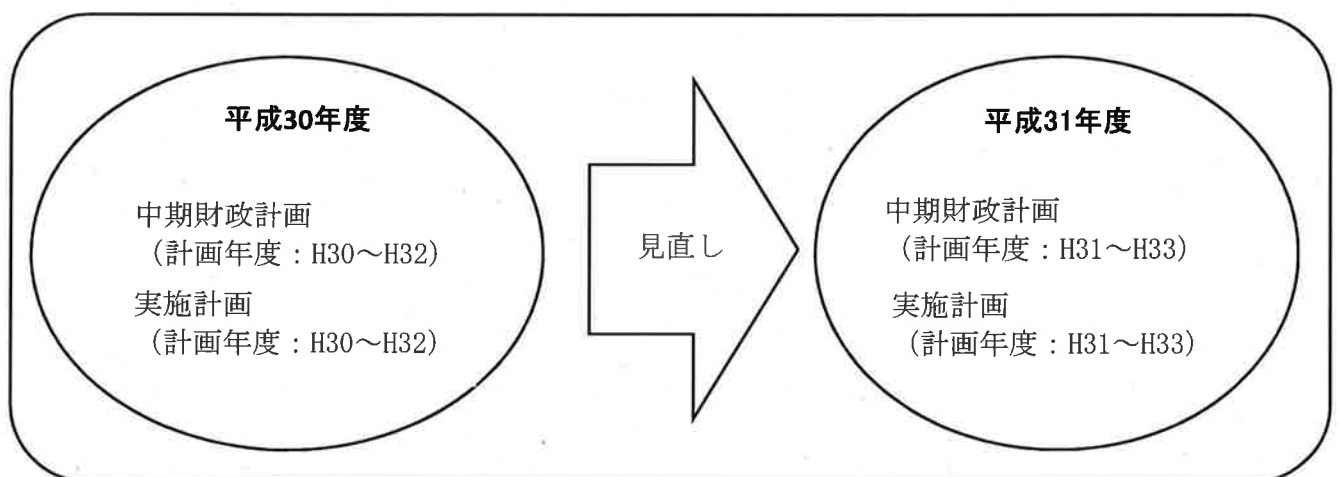 平成30年度
中期財政計画
（計画年度：H30～H32）
実施計画
（計画年度：H30～H32）
見直し
平成31年度
中期財政計画
（計画年度：H31～H33）
実施計画
（計画年度：H31～H33）